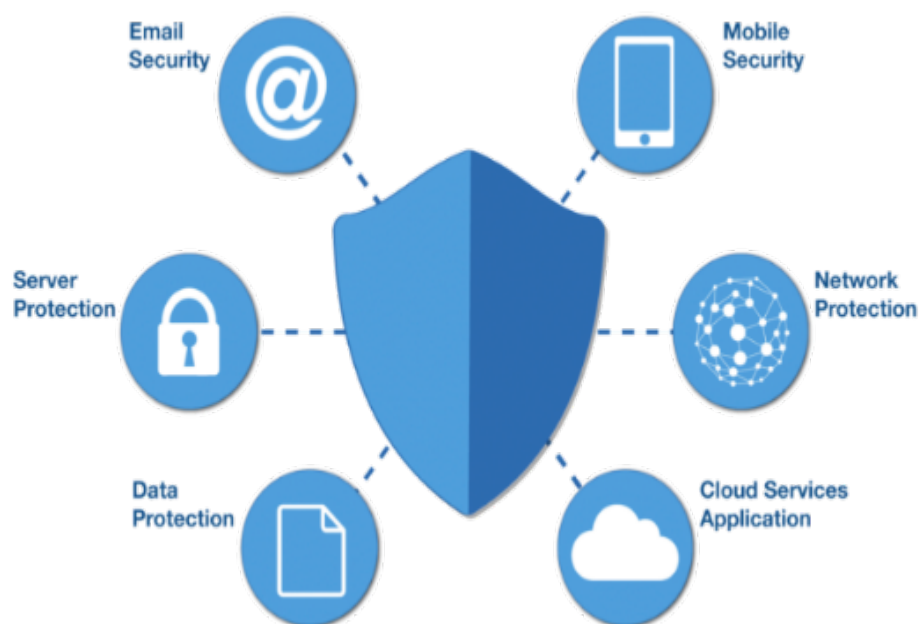 Email
Security
Mobile
Security
Server
Protection
Network
Protection
Data
Protection
Cloud Services
Application